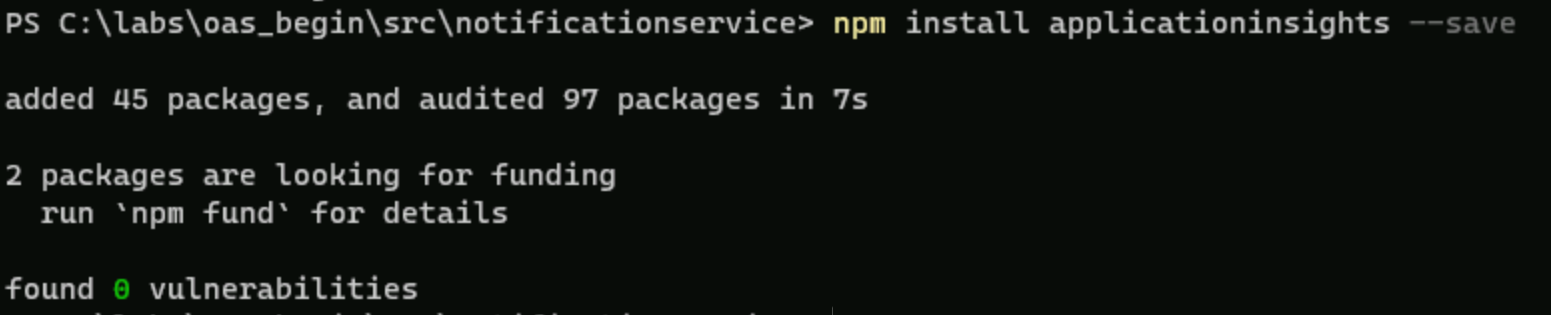 PS C:\labs\oas_begin\src\notificationservice> npm install applicationinsights --save
added 45 packages, and audited 97 packages in 7s
2 packages are looking for funding
run `npm fund` for details
found 0 vulnerabilities